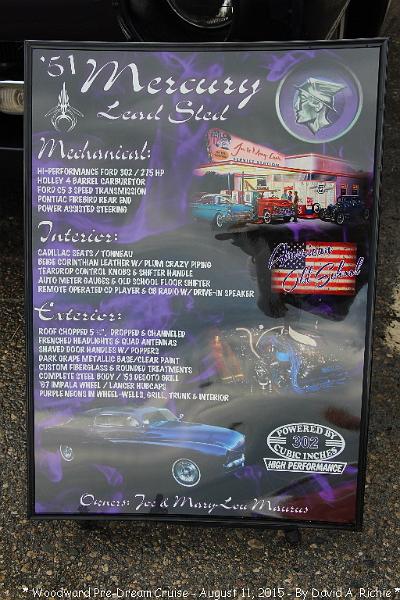 '51 Mercury
Lead Sled
Mechanical:
HI-PERFORMANCE FORD 302 / 275 HP
HOLLEY 4 BARREL CARBURETOR
FORD C5 3 SPEED TRANSMISSION
PONTIAC FIREBIRD REAR END
POWER ASSISTED STEERING
SERVICE STATION
Interior:
CADILLAC SEATS / TONNEAU
BEIGE CORINTHIAN LEATHER W/ PLUM CRAZY PIPING
TEARDROP CONTROL KNOBS & SHIFTER HANDLE
AUTO METER GAUGES & OLD SCHOOL FLOOR SHIFTER
REMOTE OPERATED CD PLAYER & CB RADIO W/ DRIVE-IN SPEAKER
American
Old School
Exterior:
ROOF CHOPPED 5 ½", DROPPED & CHANNELED
FRENCHED HEADLIGHTS & QUAD ANTENNAS
SHAVED DOOR HANDLES W/ POPPERS
DARK GRAPE METALLIC BASE/CLEAR PAINT
CUSTOM FIBERGLASS & ROUNDED TREATMENTS
COMPLETE STEEL BODY / '53 DESOTO GRILL
'67 IMPALA WHEEL / LANCER HUBCAPS
PURPLE NEONS IN WHEEL-WELLS, GRILL, TRUNK & INTERIOR
POWERED BY
302
CUBIC INCHES
HIGH PERFORMANCE
Owners: Joe & Mary Lou Maurus
* Woodward Pre-Dream Cruise - August 11, 2015 - By David A. Richie *